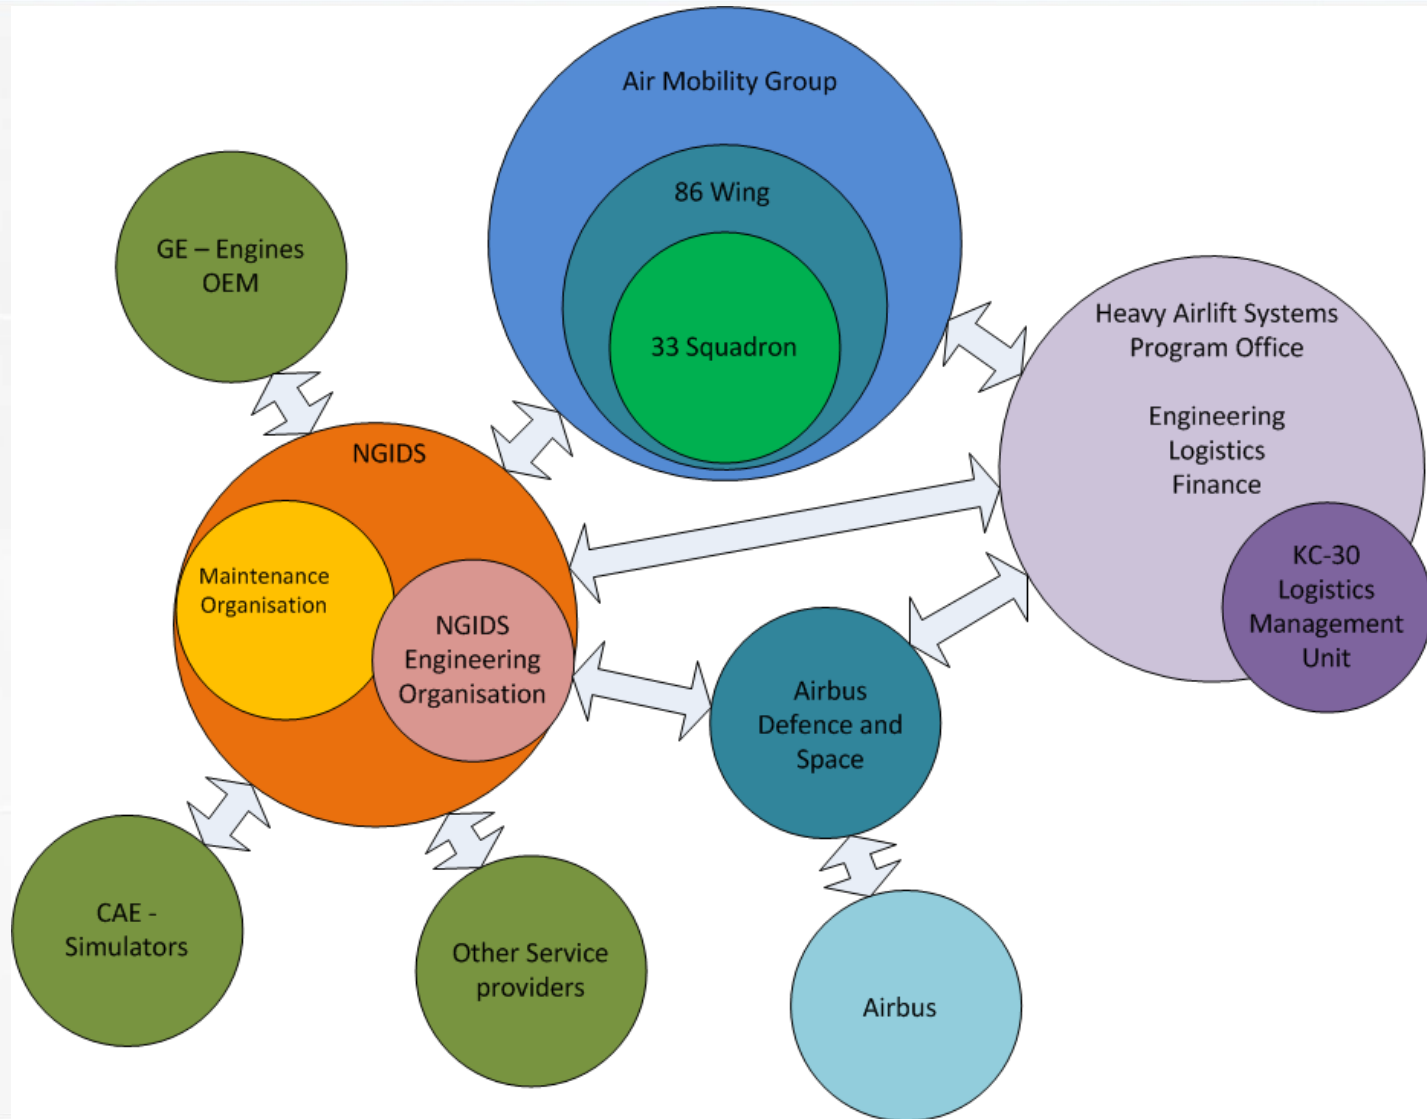 Air Mobility Group
86 Wing
33 Squadron
GE – Engines
OEM
Heavy Airlift Systems
Program Office
Engineering
Logistics
Finance
KC-30
Logistics
Management
Unit
NGIDS
Maintenance
Organisation
NGIDS
Engineering
Organisation
Airbus
Defence and
Space
CAE -
Simulators
Other Service
providers
Airbus